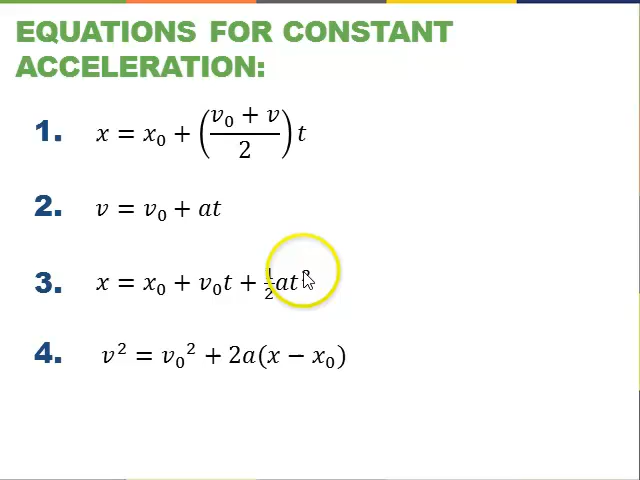 EQUATIONS FOR CONSTANT
ACCELERATION:
1. x = x₀ + ((v₀ + v)/2) t
2. v = v₀ + at
3. x = x₀ + v₀t + ½at
4. v² = v₀² + 2a(x − x₀)